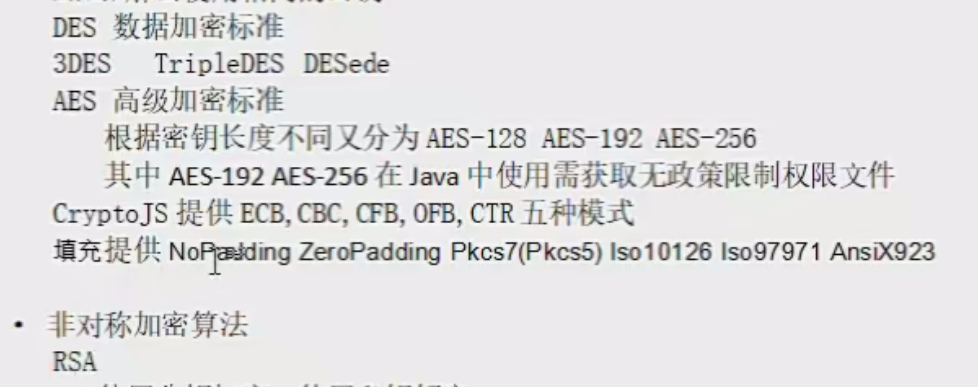 DES 数据加密标准
3DES TripleDES DESede
AES 高级加密标准
根据密钥长度不同又分为 AES-128 AES-192 AES-256
其中 AES-192 AES-256 在 Java 中使用需获取无政策限制权限文件
CryptoJS 提供 ECB,CBC,CFB,OFB,CTR 五种模式
填充提供 NoPadding ZeroPadding Pkcs7(Pkcs5) Iso10126 Iso97971 AnsiX923
• 非对称加密算法
RSA